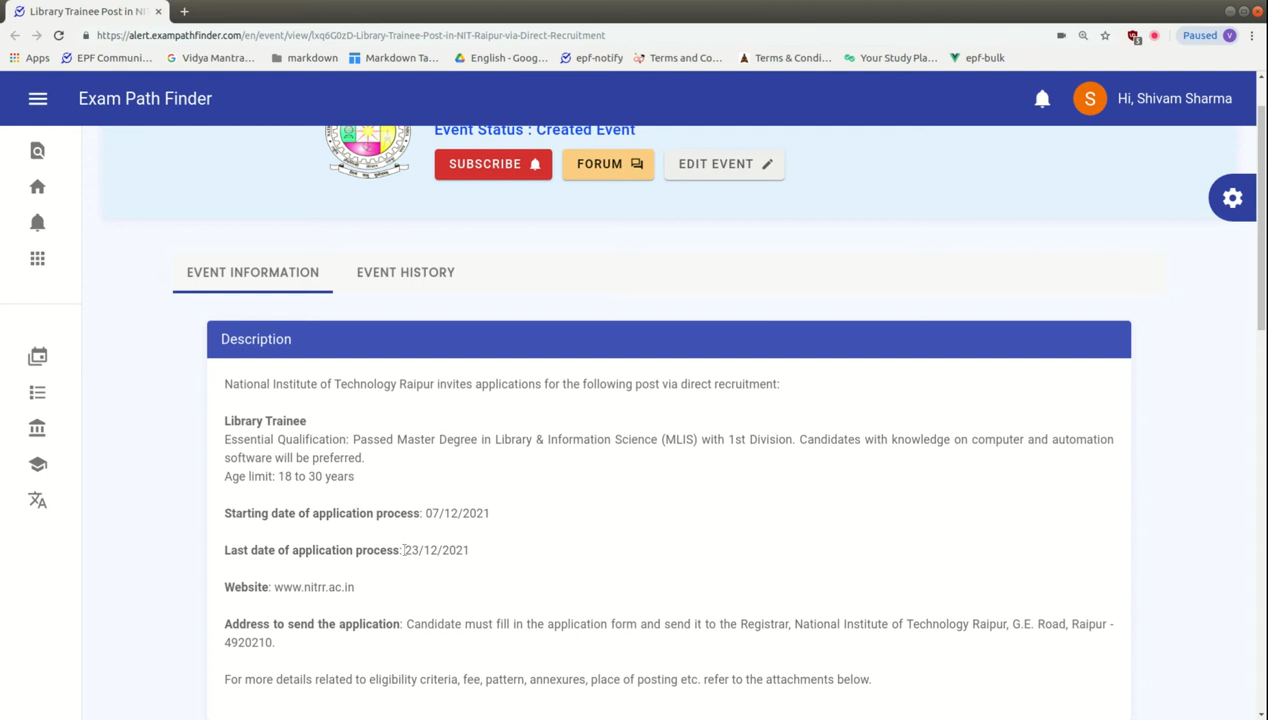 Library Trainee Post in NI
https://alert.exampathfinder.com/en/event/view/lxq6G0zD-Library-Trainee-Post-in-NIT-Raipur-via-Direct-Recruitment
5
Paused V
Apps EPF Communi... Vidya Mantra... markdown Markdown Ta... English - Goog... epf-notify Terms and Co... Terms & Condi... Your Study Pla... epf-bulk
Exam Path Finder
S Hi, Shivam Sharma
Event Status : Created Event
SUBSCRIBE FORUM EDIT EVENT
EVENT INFORMATION EVENT HISTORY
Description
National Institute of Technology Raipur invites applications for the following post via direct recruitment:
Library Trainee
Essential Qualification: Passed Master Degree in Library & Information Science (MLIS) with 1st Division. Candidates with knowledge on computer and automation
software will be preferred.
Age limit: 18 to 30 years
Starting date of application process: 07/12/2021
Last date of application process: 23/12/2021
Website: www.nitrr.ac.in
Address to send the application: Candidate must fill in the application form and send it to the Registrar, National Institute of Technology Raipur, G.E. Road, Raipur -
4920210.
For more details related to eligibility criteria, fee, pattern, annexures, place of posting etc. refer to the attachments below.